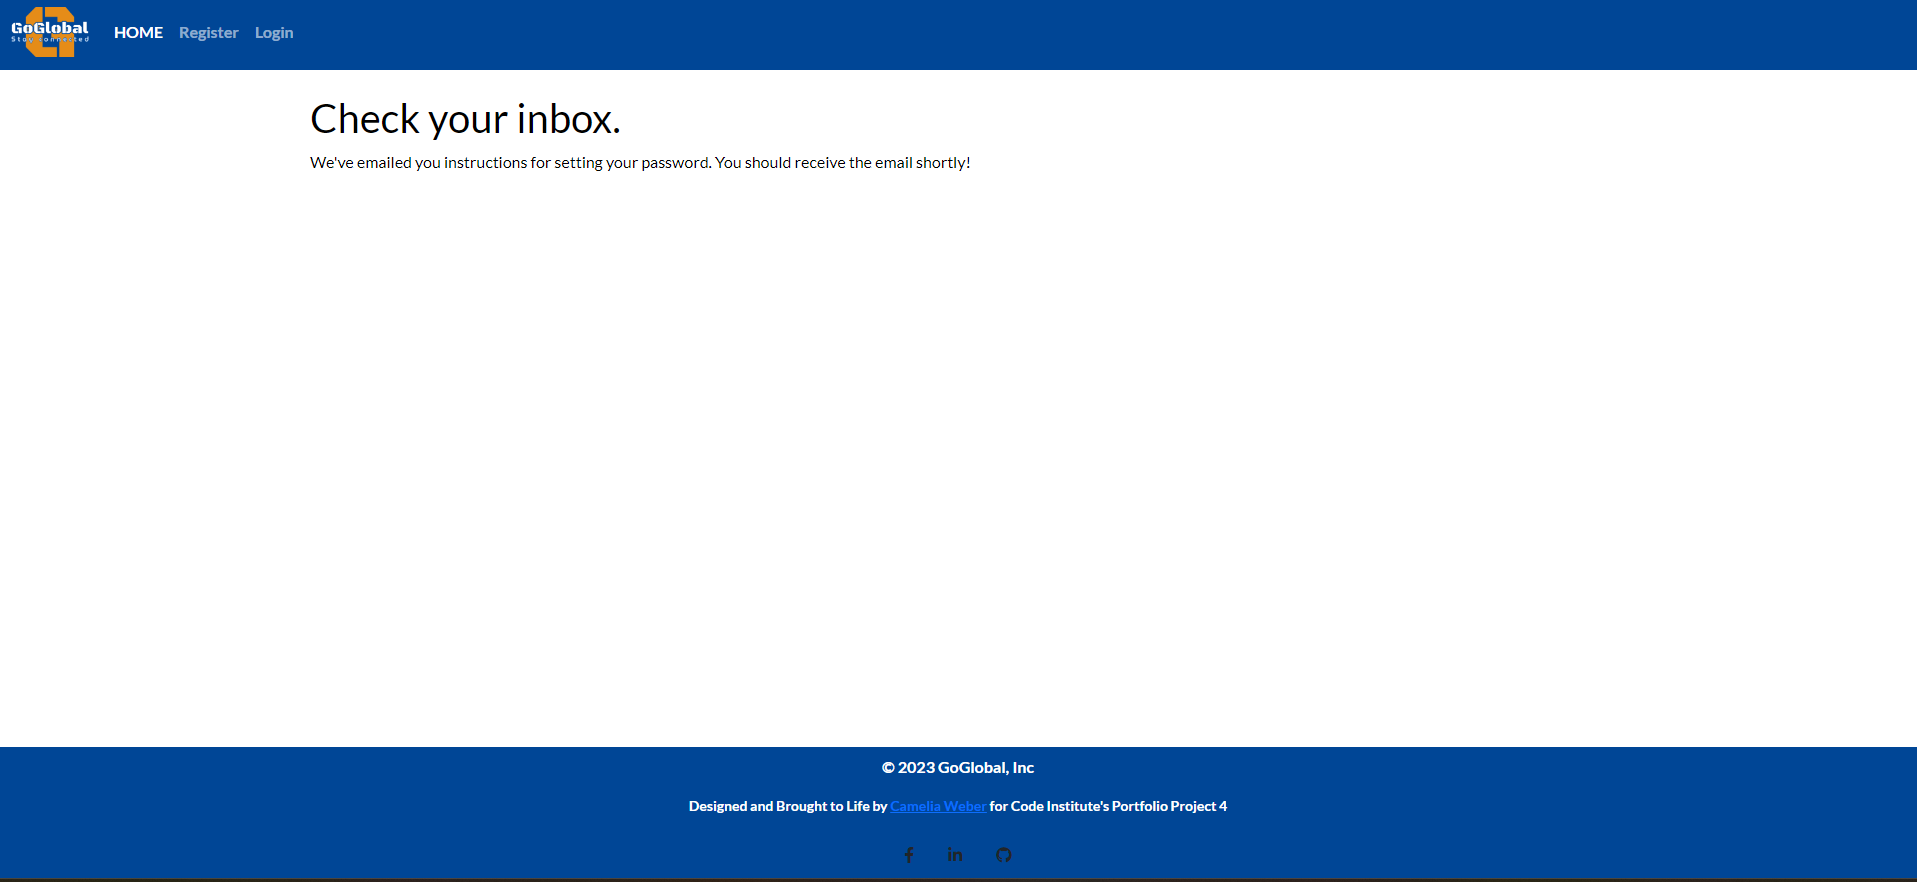 GoGlobal
Stay connected
HOME Register Login
Check your inbox.
We've emailed you instructions for setting your password. You should receive the email shortly!
© 2023 GoGlobal, Inc
Designed and Brought to Life by Camelia Weber for Code Institute's Portfolio Project 4